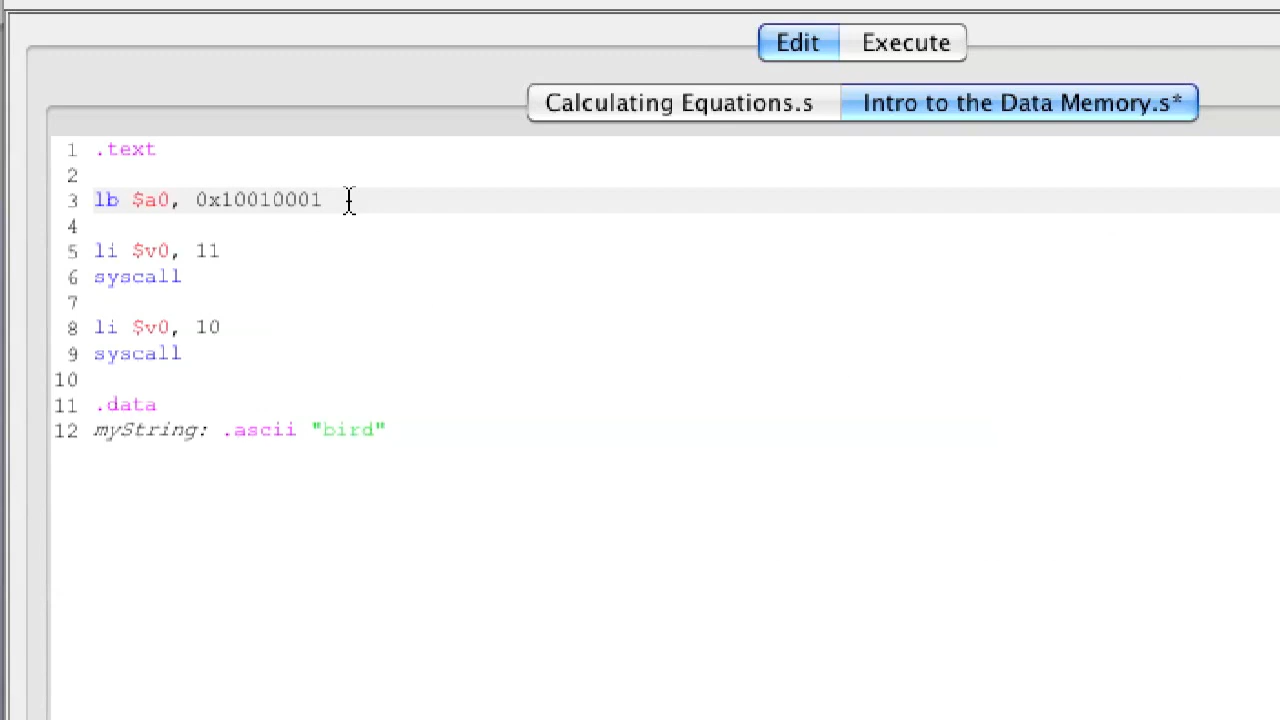 Edit Execute
Calculating Equations.s Intro to the Data Memory.s*
1 .text
2
3 lb $a0, 0x10010001
4
5 li $v0, 11
6 syscall
7
8 li $v0, 10
9 syscall
10
11 .data
12 myString: .ascii "bird"